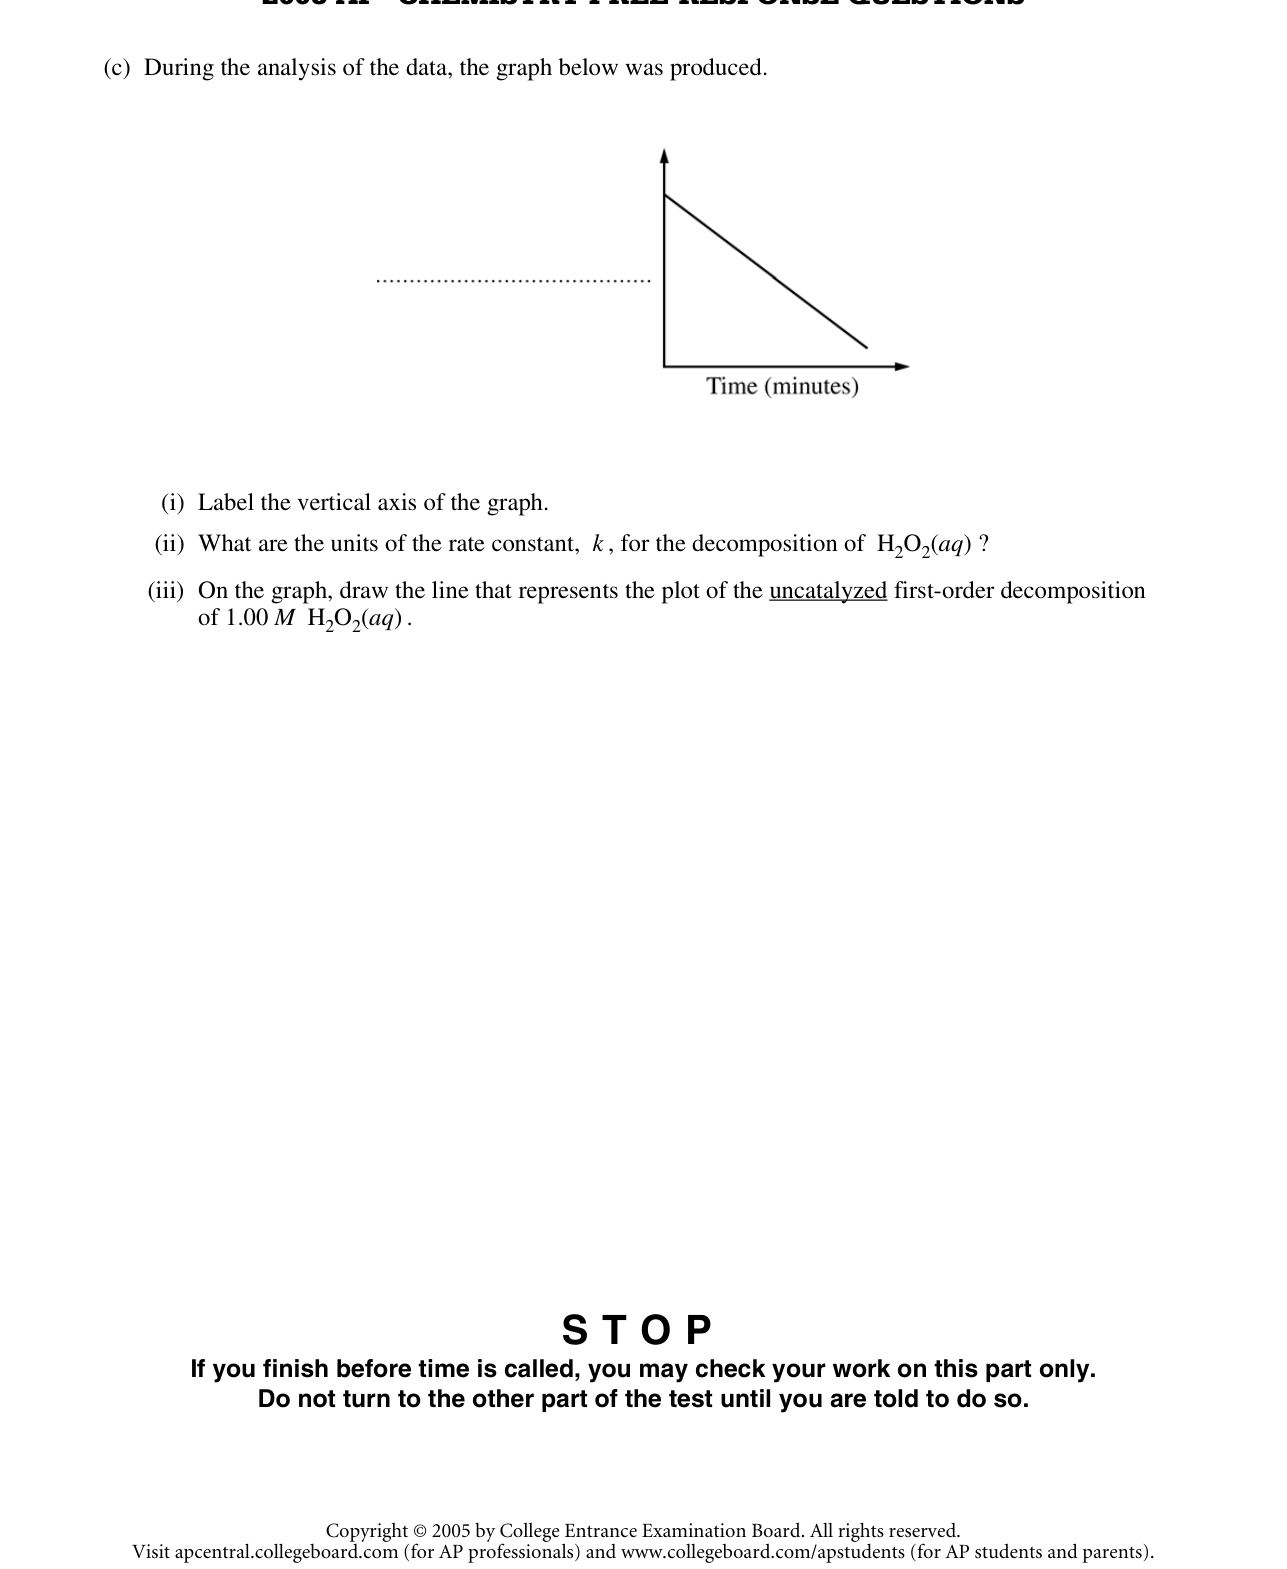 (c) During the analysis of the data, the graph below was produced.
Time (minutes)
(i) Label the vertical axis of the graph.
(ii) What are the units of the rate constant, k, for the decomposition of H₂O₂(aq) ?
(iii) On the graph, draw the line that represents the plot of the uncatalyzed first-order decomposition
of 1.00 M H₂O₂(aq).
STOP
If you finish before time is called, you may check your work on this part only.
Do not turn to the other part of the test until you are told to do so.
Copyright © 2005 by College Entrance Examination Board. All rights reserved.
Visit apcentral.collegeboard.com (for AP professionals) and www.collegeboard.com/apstudents (for AP students and parents).